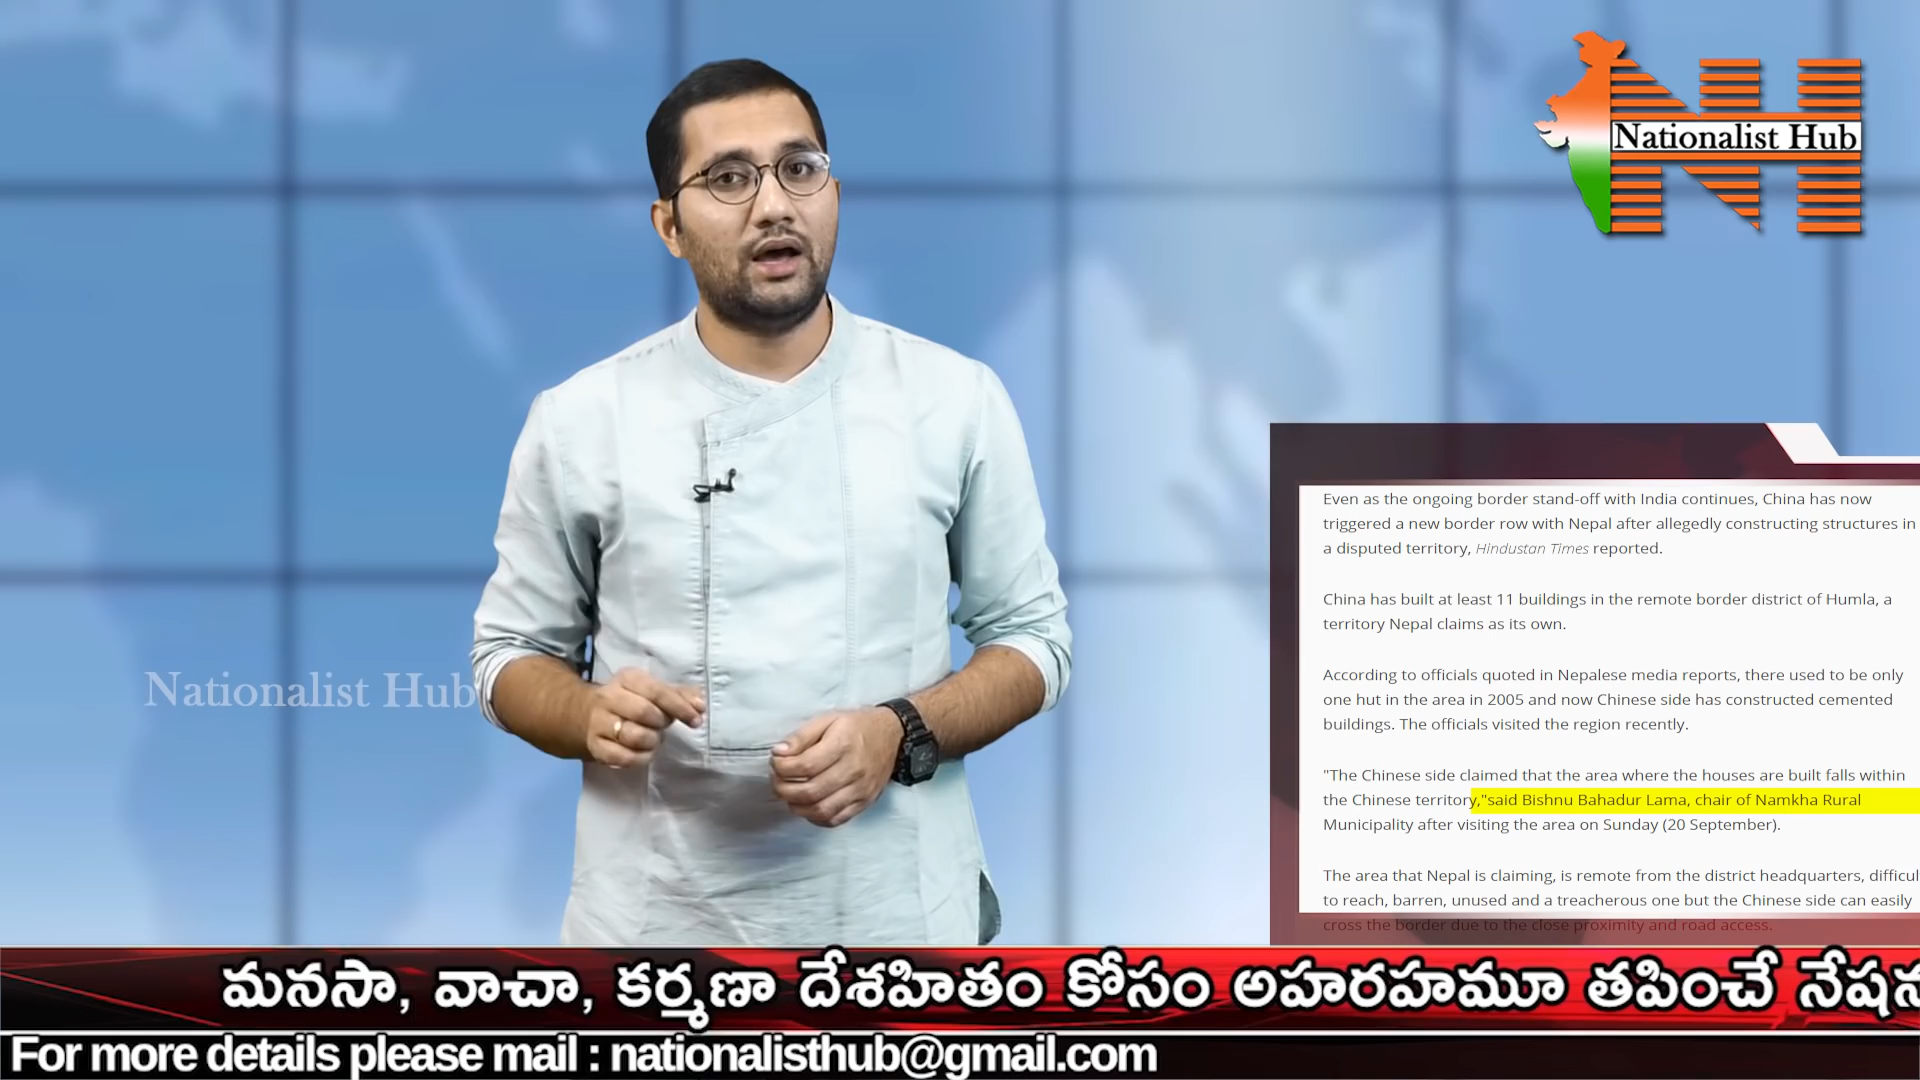 Nationalist Hub
Even as the ongoing border stand-off with India continues, China has now
triggered a new border row with Nepal after allegedly constructing structures in
a disputed territory, Hindustan Times reported.
China has built at least 11 buildings in the remote border district of Humla, a
territory Nepal claims as its own.
According to officials quoted in Nepalese media reports, there used to be only
one hut in the area in 2005 and now Chinese side has constructed cemented
buildings. The officials visited the region recently.
"The Chinese side claimed that the area where the houses are built falls within
the Chinese territory,"said Bishnu Bahadur Lama, chair of Namkha Rural
Municipality after visiting the area on Sunday (20 September).
The area that Nepal is claiming, is remote from the district headquarters, difficul
to reach, barren, unused and a treacherous one but the Chinese side can easily
cross the border due to the close proximity and road access.
Nationalist Hub
మనసా, వాచా, కర్మణా దేశహితం కోసం అహరహమూ తపించే నేష
For more details please mail : nationalisthub@gmail.com